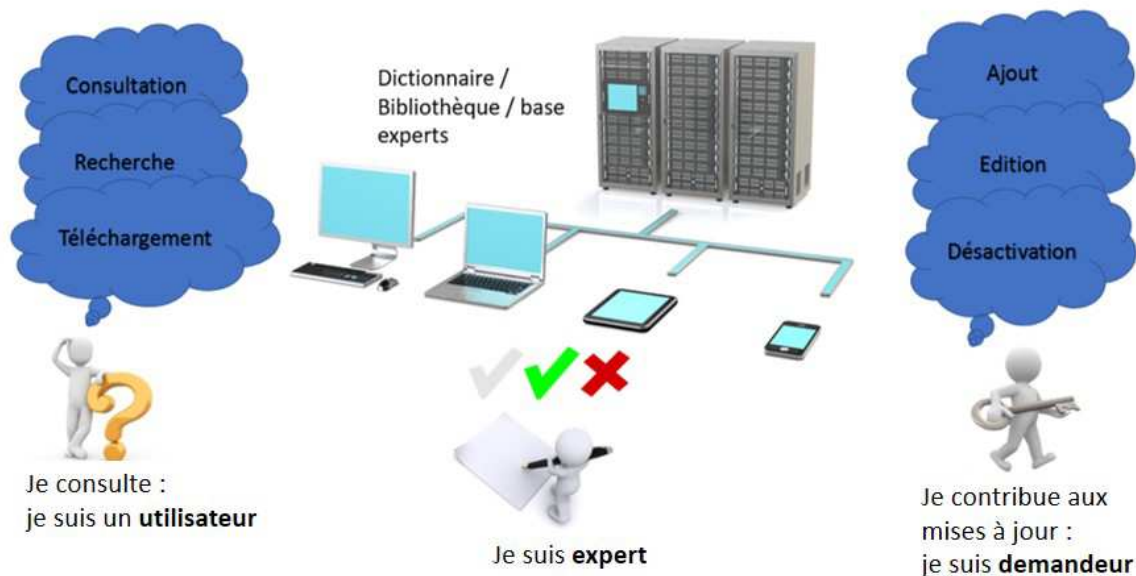 Consultation
Recherche
Téléchargement
Je consulte :
je suis un utilisateur
Dictionnaire /
Bibliothèque / base
experts
Je suis expert
Ajout
Edition
Désactivation
Je contribue aux
mises à jour :
je suis demandeur